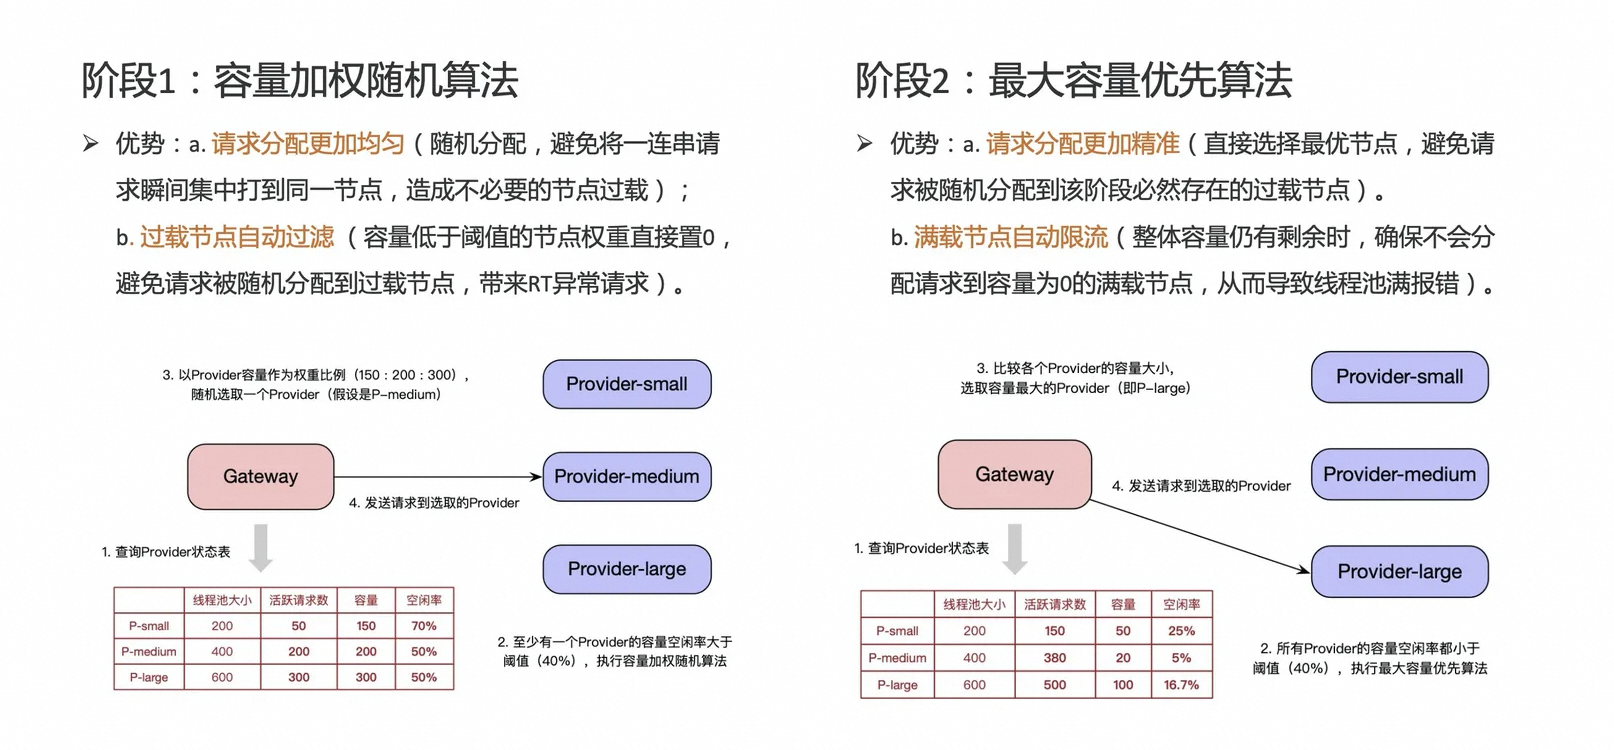 阶段1：容量加权随机算法
➢ 优势：a. 请求分配更加均匀（随机分配，避免将一连串请
求瞬间集中打到同一节点，造成不必要的节点过载）；
b. 过载节点自动过滤（容量低于阈值的节点权重直接置0，
避免请求被随机分配到过载节点，带来RT异常请求）。
3. 以Provider容量作为权重比例（150：200：300），
随机选取一个Provider（假设是P-medium）
Provider-small
Gateway
Provider-medium
4. 发送请求到选取的Provider
1. 查询Provider状态表
Provider-large
线程池大小 活跃请求数 容量 空闲率
P-small 200 50 150 70%
P-medium 400 200 200 50%
P-large 600 300 300 50%
2. 至少有一个Provider的容量空闲率大于
阈值（40%），执行容量加权随机算法
阶段2：最大容量优先算法
➢ 优势：a. 请求分配更加精准（直接选择最优节点，避免请
求被随机分配到该阶段必然存在的过载节点）。
b. 满载节点自动限流（整体容量仍有剩余时，确保不会分
配请求到容量为0的满载节点，从而导致线程池满报错）。
3. 比较各个Provider的容量大小，
选取容量最大的Provider（即P-large）
Provider-small
Gateway
Provider-medium
4. 发送请求到选取的Provider
1. 查询Provider状态表
Provider-large
线程池大小 活跃请求数 容量 空闲率
P-small 200 150 50 25%
P-medium 400 380 20 5%
P-large 600 500 100 16.7%
2. 所有Provider的容量空闲率都小于
阈值（40%），执行最大容量优先算法